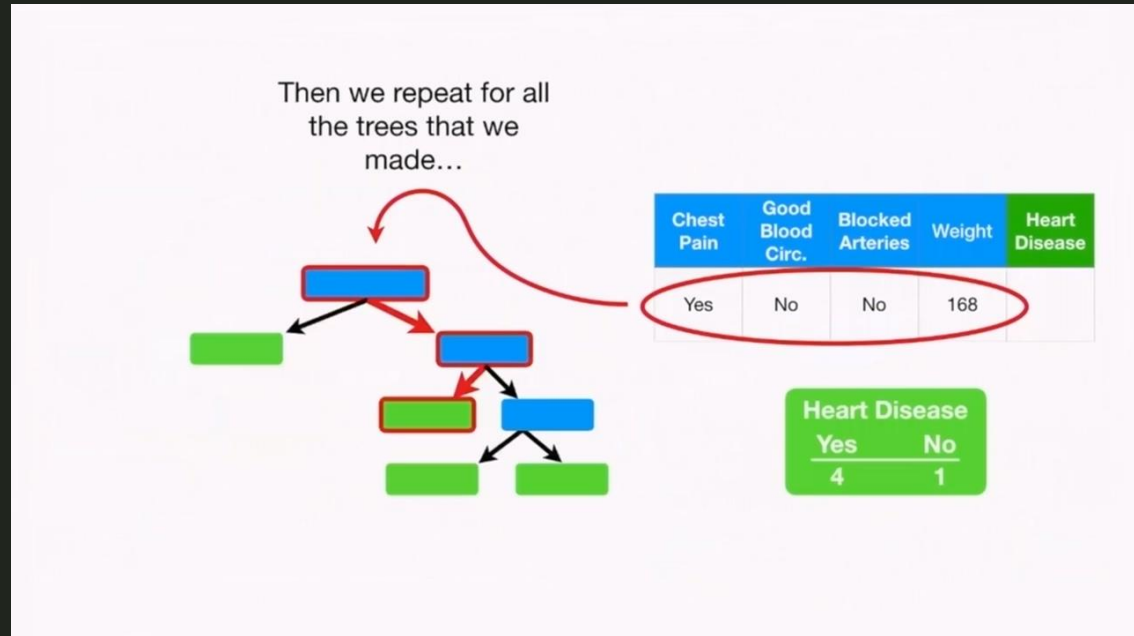 Then we repeat for all
the trees that we
made...
Chest Pain Good Blood Circ. Blocked Arteries Weight Heart Disease
Yes No No 168
Heart Disease
Yes No
4 1